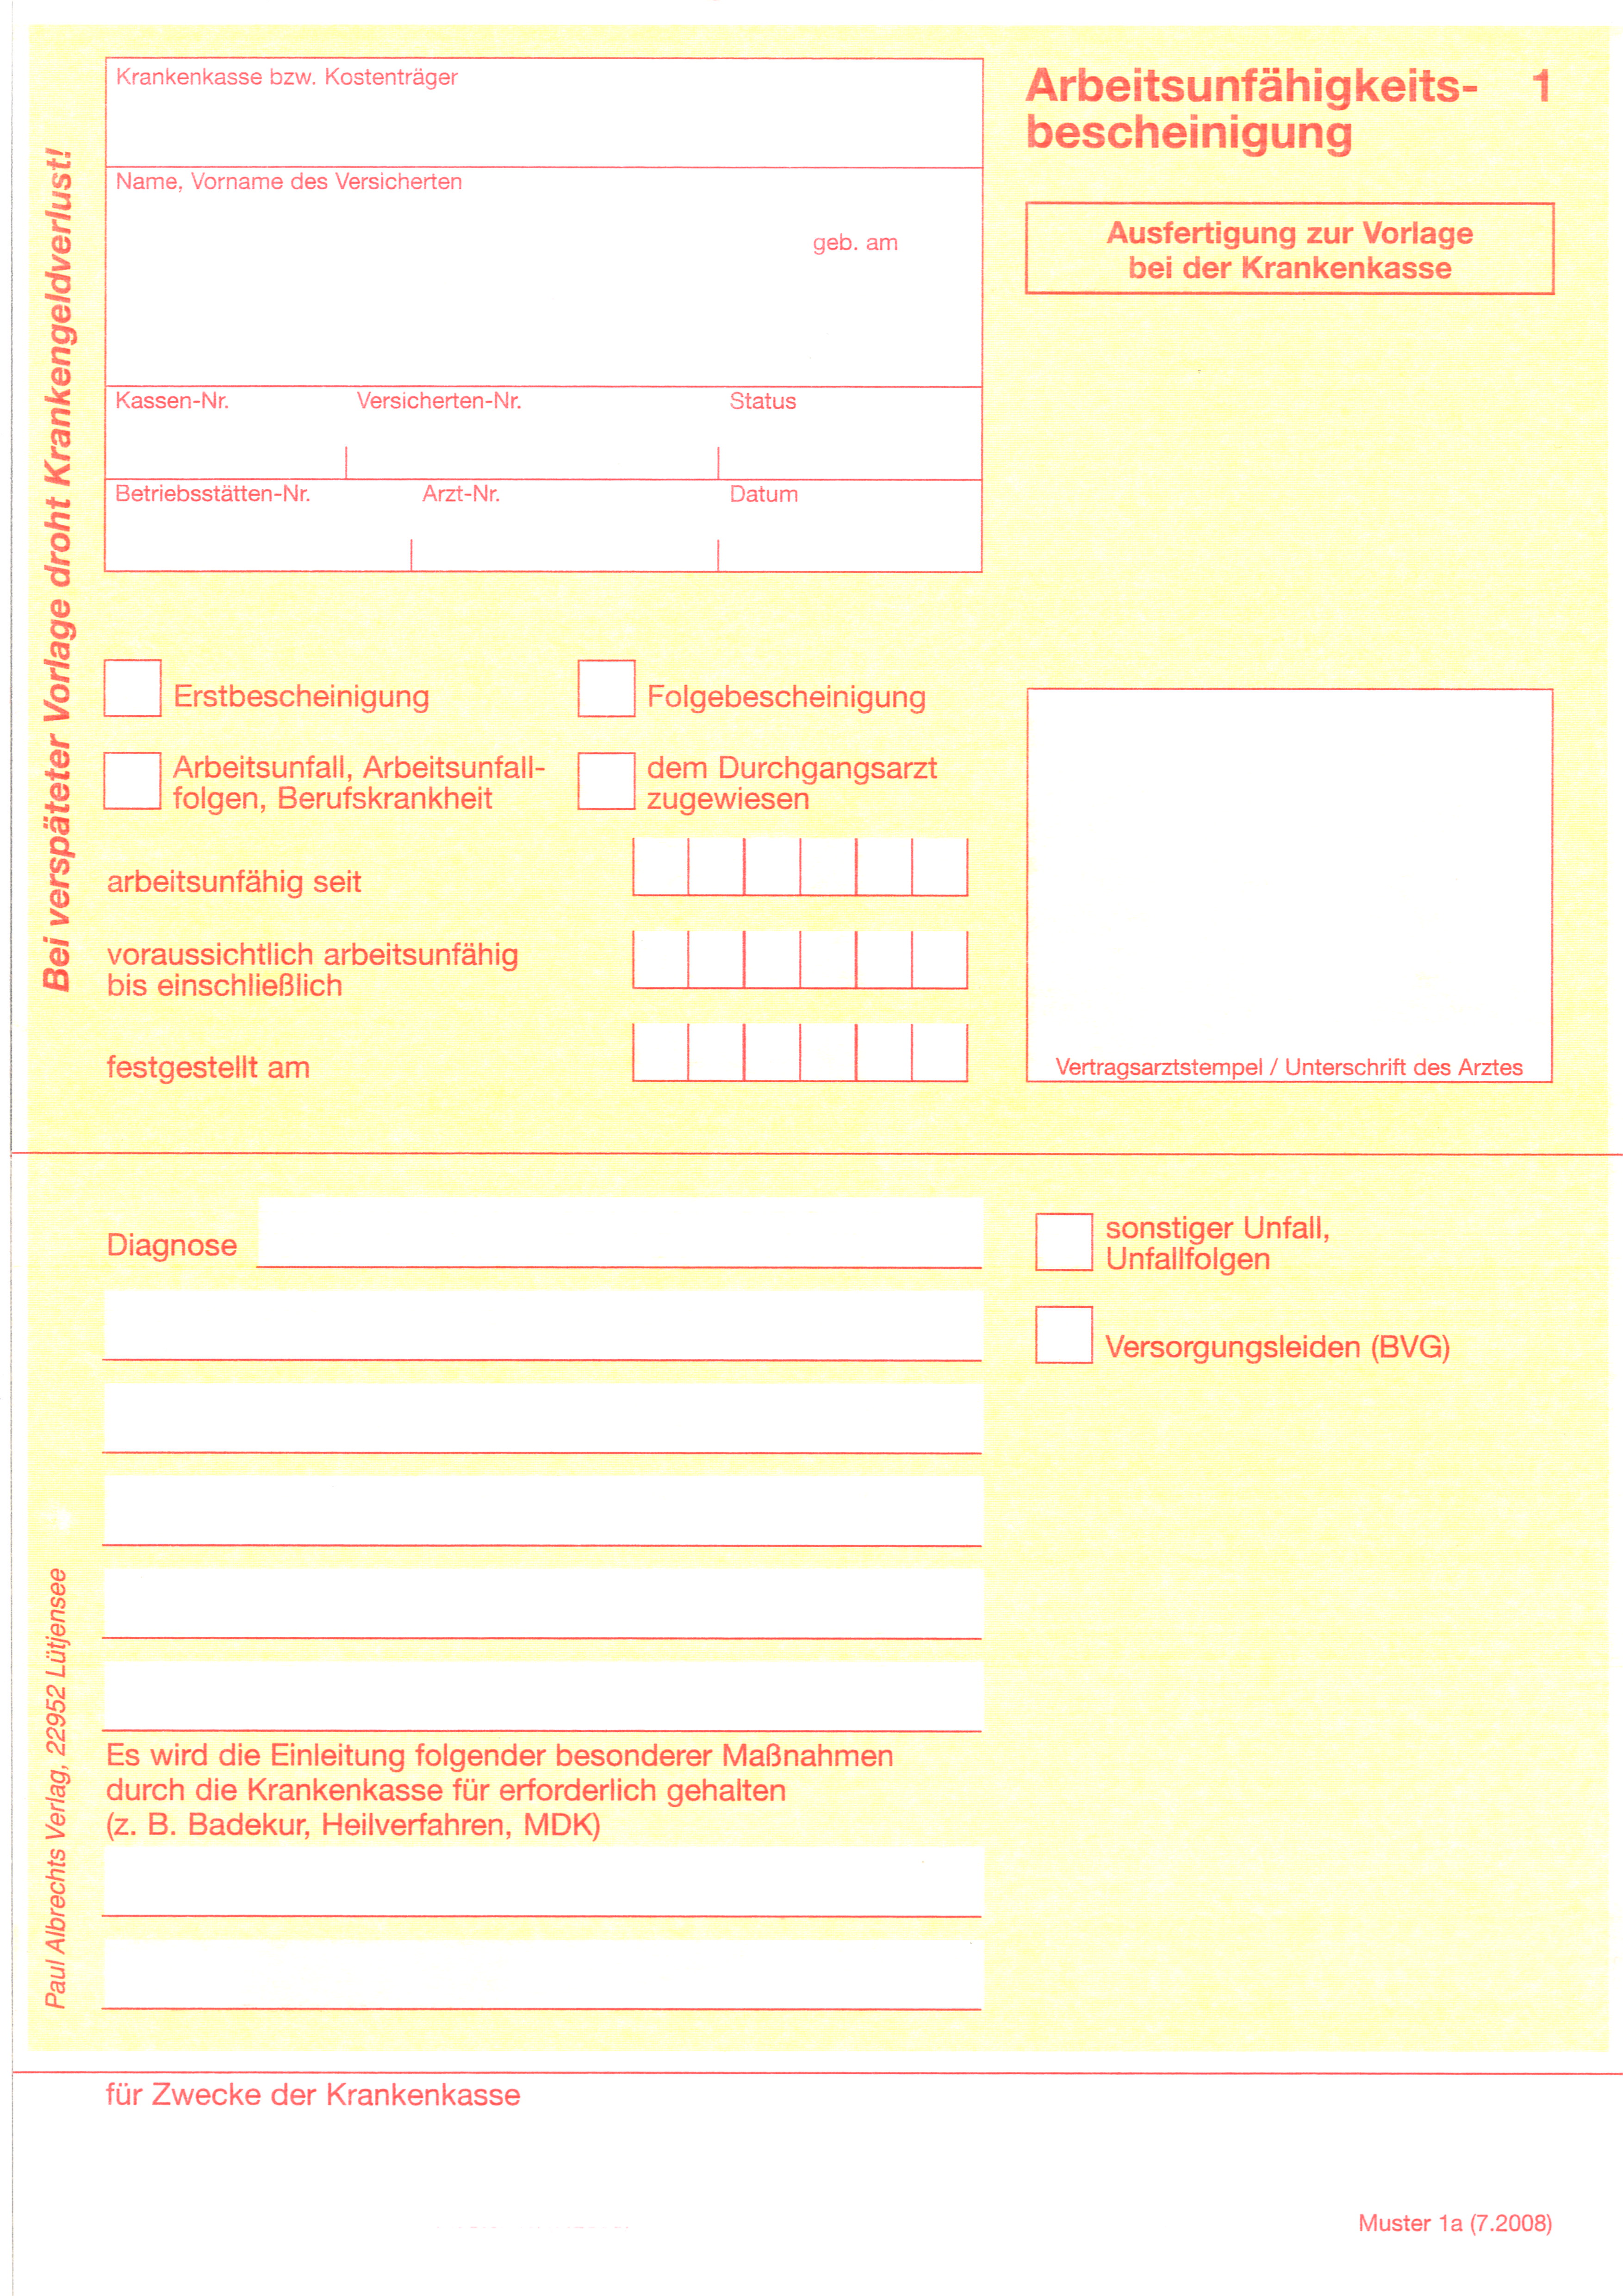 Krankenkasse bzw. Kostenträger
Arbeitsunfähigkeits- 1
bescheinigung
Name, Vorname des Versicherten
geb. am
Ausfertigung zur Vorlage
bei der Krankenkasse
Kassen-Nr. Versicherten-Nr. Status
Betriebsstätten-Nr. Arzt-Nr. Datum
Bei verspäteter Vorlage droht Krankengeldverlust!
Erstbescheinigung
Folgebescheinigung
Arbeitsunfall, Arbeitsunfall-
folgen, Berufskrankheit
dem Durchgangsarzt
zugewiesen
arbeitsunfähig seit
voraussichtlich arbeitsunfähig
bis einschließlich
festgestellt am
Vertragsarztstempel / Unterschrift des Arztes
Diagnose
sonstiger Unfall,
Unfallfolgen
Versorgungsleiden (BVG)
Es wird die Einleitung folgender besonderer Maßnahmen
durch die Krankenkasse für erforderlich gehalten
(z. B. Badekur, Heilverfahren, MDK)
Paul Albrechts Verlag, 22952 Lütjensee
für Zwecke der Krankenkasse
Muster 1a (7.2008)